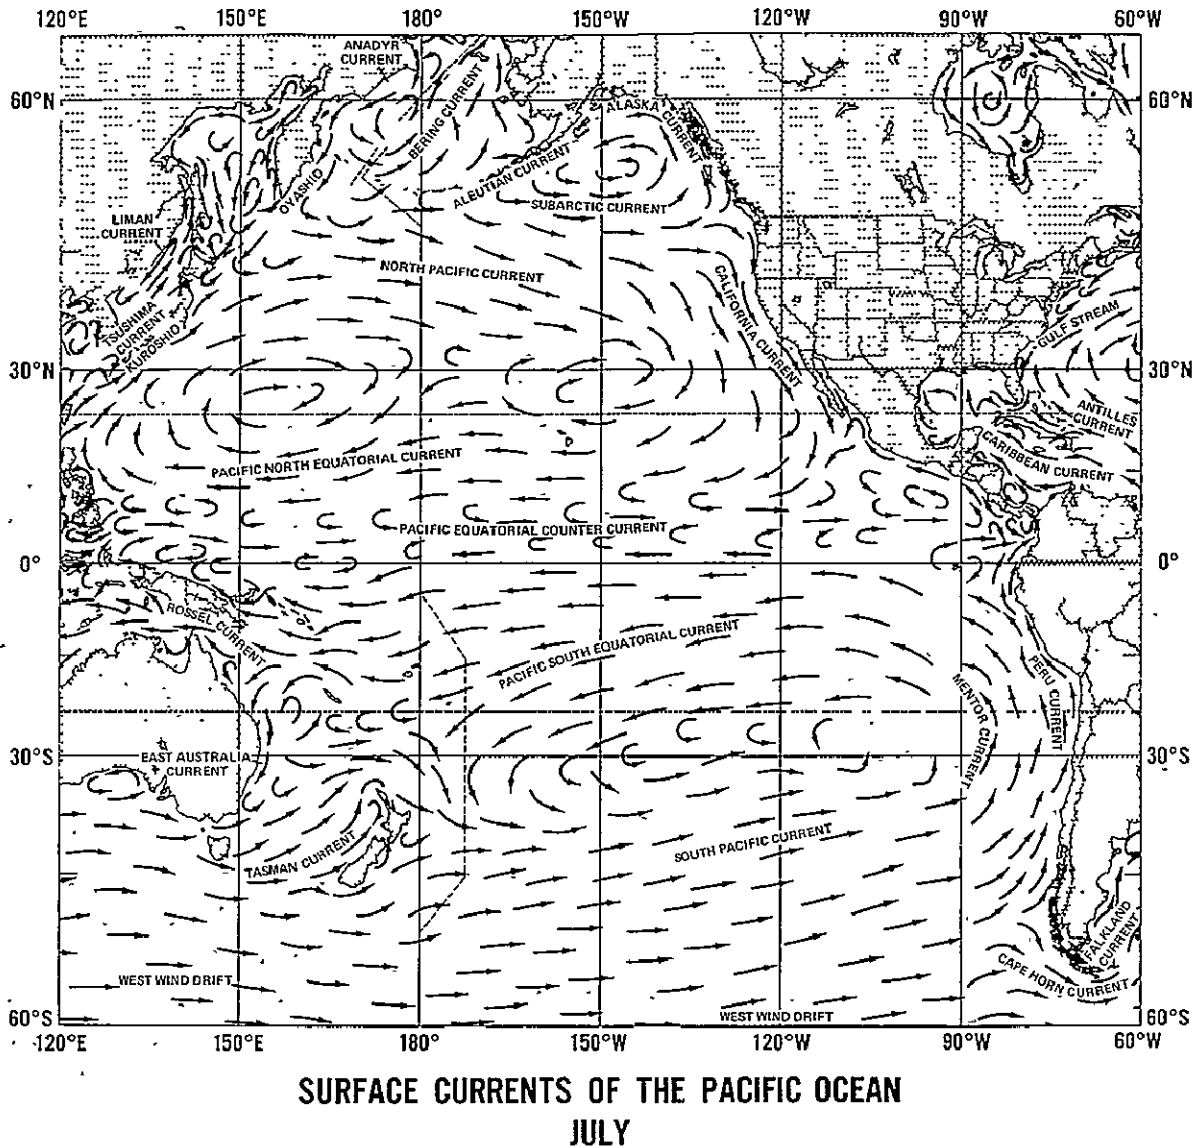 120°E 150°E 180° 150°W 120°W 90°W 60°W
ANADYR
CURRENT
60°N
60°N
BERING CURRENT
ALASKA
CURRENT
ALEUTIAN CURRENT
OYASHIO
SUBARCTIC CURRENT
LIMAN
CURRENT
NORTH PACIFIC CURRENT
CALIFORNIA CURRENT
TSUSHIMA
CURRENT
KUROSHIO
GULF STREAM
30°N
30°N
ANTILLES
CURRENT
CARIBBEAN CURRENT
PACIFIC NORTH EQUATORIAL CURRENT
PACIFIC EQUATORIAL COUNTER CURRENT
0°
0°
ROSSEL CURRENT
PACIFIC SOUTH EQUATORIAL CURRENT
PERU CURRENT
MENTOR CURRENT
EAST AUSTRALIA
CURRENT
30°S
30°S
SOUTH PACIFIC CURRENT
TASMAN CURRENT
FALKLAND
CURRENT
CAPE HORN CURRENT
WEST WIND DRIFT
WEST WIND DRIFT
60°S
60°S
120°E 150°E 180° 150°W 120°W 90°W 60°W
SURFACE CURRENTS OF THE PACIFIC OCEAN
JULY